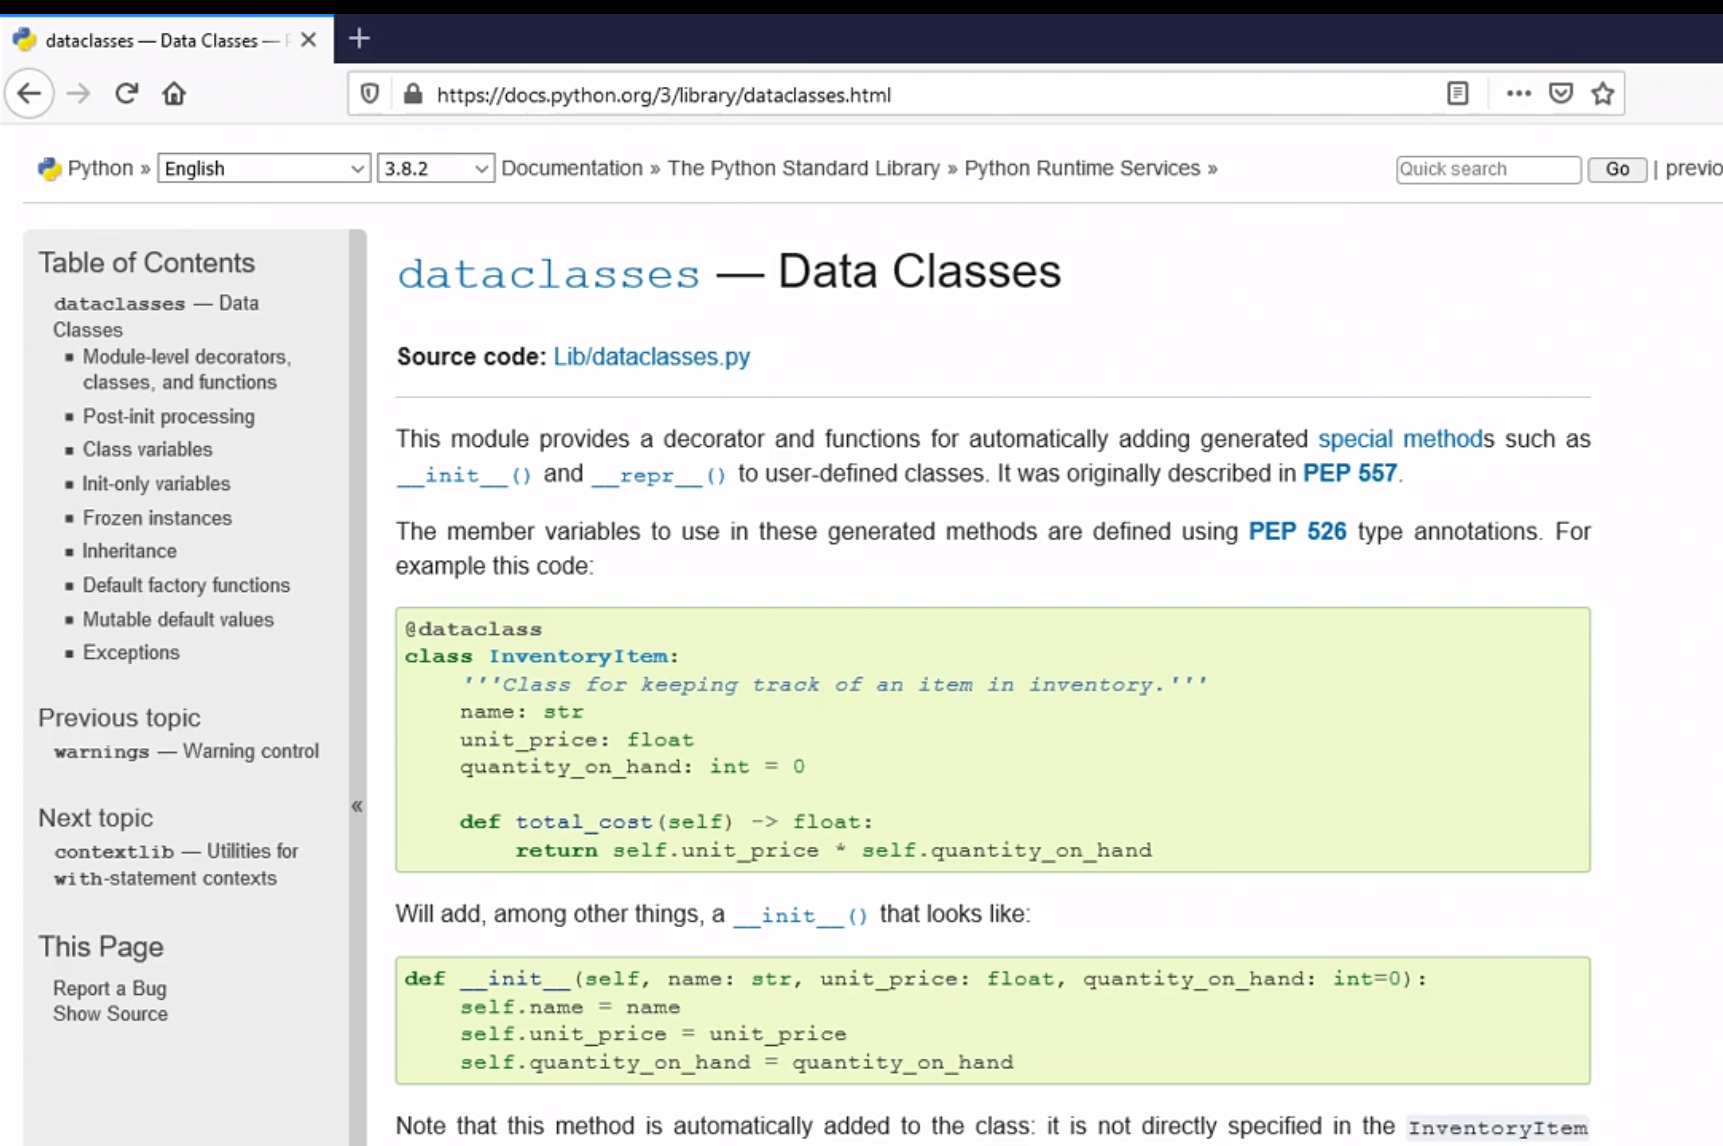 dataclasses — Data Classes —
https://docs.python.org/3/library/dataclasses.html
Python » English 3.8.2 Documentation » The Python Standard Library » Python Runtime Services » Quick search Go | previo
Table of Contents
dataclasses — Data
Classes
Module-level decorators,
classes, and functions
Post-init processing
Class variables
Init-only variables
Frozen instances
Inheritance
Default factory functions
Mutable default values
Exceptions
Previous topic
warnings — Warning control
Next topic
contextlib — Utilities for
with-statement contexts
This Page
Report a Bug
Show Source
«
dataclasses — Data Classes
Source code: Lib/dataclasses.py
This module provides a decorator and functions for automatically adding generated special methods such as
__init__() and __repr__() to user-defined classes. It was originally described in PEP 557.
The member variables to use in these generated methods are defined using PEP 526 type annotations. For
example this code:
@dataclass
class InventoryItem:
    '''Class for keeping track of an item in inventory.'''
    name: str
    unit_price: float
    quantity_on_hand: int = 0
    def total_cost(self) -> float:
        return self.unit_price * self.quantity_on_hand
Will add, among other things, a __init__() that looks like:
def __init__(self, name: str, unit_price: float, quantity_on_hand: int=0):
    self.name = name
    self.unit_price = unit_price
    self.quantity_on_hand = quantity_on_hand
Note that this method is automatically added to the class: it is not directly specified in the InventoryItem